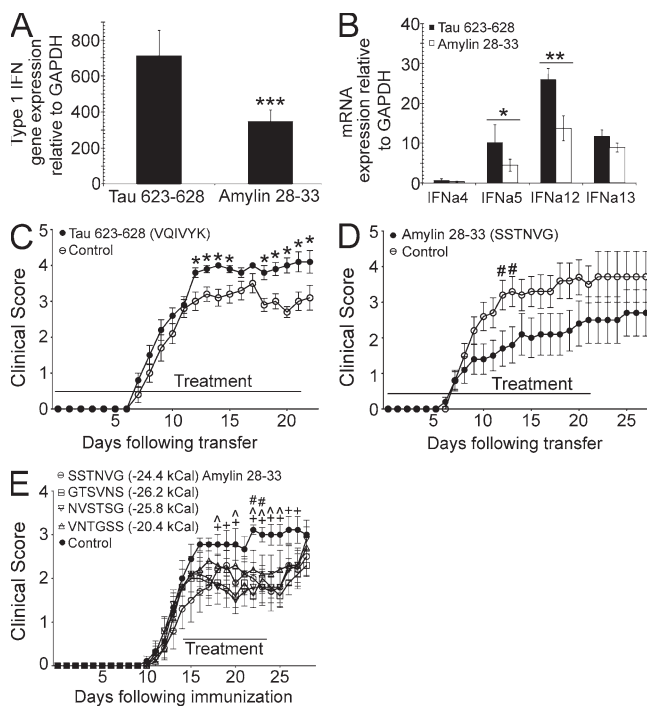 A
Type 1 IFN
gene expression
relative to GAPDH
800
600
400
200
0
***
Tau 623-628
Amylin 28-33
B
mRNA
expression relative
to GAPDH
40
30
20
10
0
Tau 623-628
Amylin 28-33
*
**
IFNa4
IFNa5
IFNa12
IFNa13
C
Tau 623-628 (VQIVYK)
Control
Clinical Score
5
4
3
2
1
0
****
*****
Treatment
5
10
15
20
Days following transfer
D
Amylin 28-33 (SSTNVG)
Control
Clinical Score
5
4
3
2
1
0
##
Treatment
5
10
15
20
25
Days following transfer
E
SSTNVG (-24.4 kCal) Amylin 28-33
GTSVNS (-26.2 kCal)
NVSTSG (-25.8 kCal)
VNTGSS (-20.4 kCal)
Control
Clinical Score
4
3
2
1
0
##
^ ^ ^^^^
+++ ++++++
Treatment
5
10
15
20
25
Days following immunization